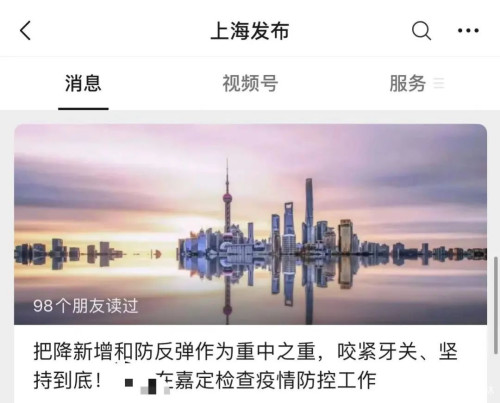 上海发布
消息 视频号 服务
98个朋友读过
把降新增和防反弹作为重中之重，咬紧牙关、坚
持到底！ 在嘉定检查疫情防控工作